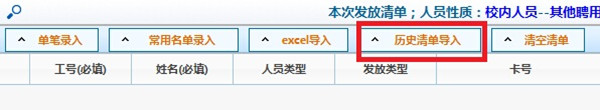 本次发放清单；人员性质：校内人员--其他聘用
单笔录入 常用名单录入 excel导入 历史清单导入 清空清单
工号(必填) 姓名(必填) 人员类型 发放类型 卡号